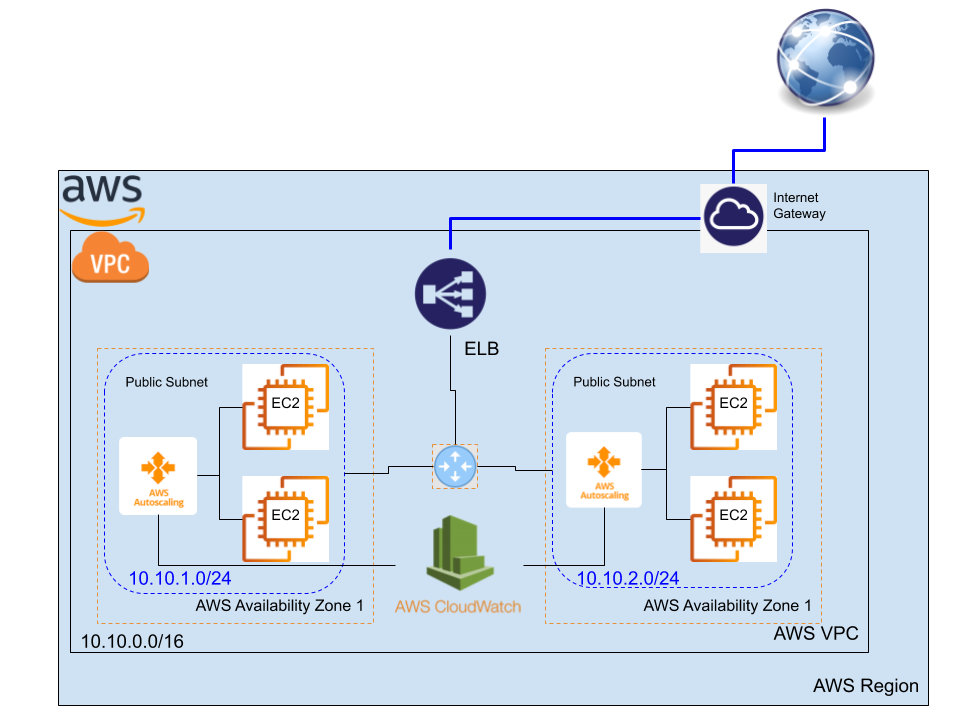 aws
Internet
Gateway
VPC
ELB
Public Subnet
EC2
AWS
Autoscaling
EC2
10.10.1.0/24
AWS Availability Zone 1
Public Subnet
EC2
AWS
Autoscaling
EC2
10.10.2.0/24
AWS Availability Zone 1
AWS CloudWatch
10.10.0.0/16
AWS VPC
AWS Region